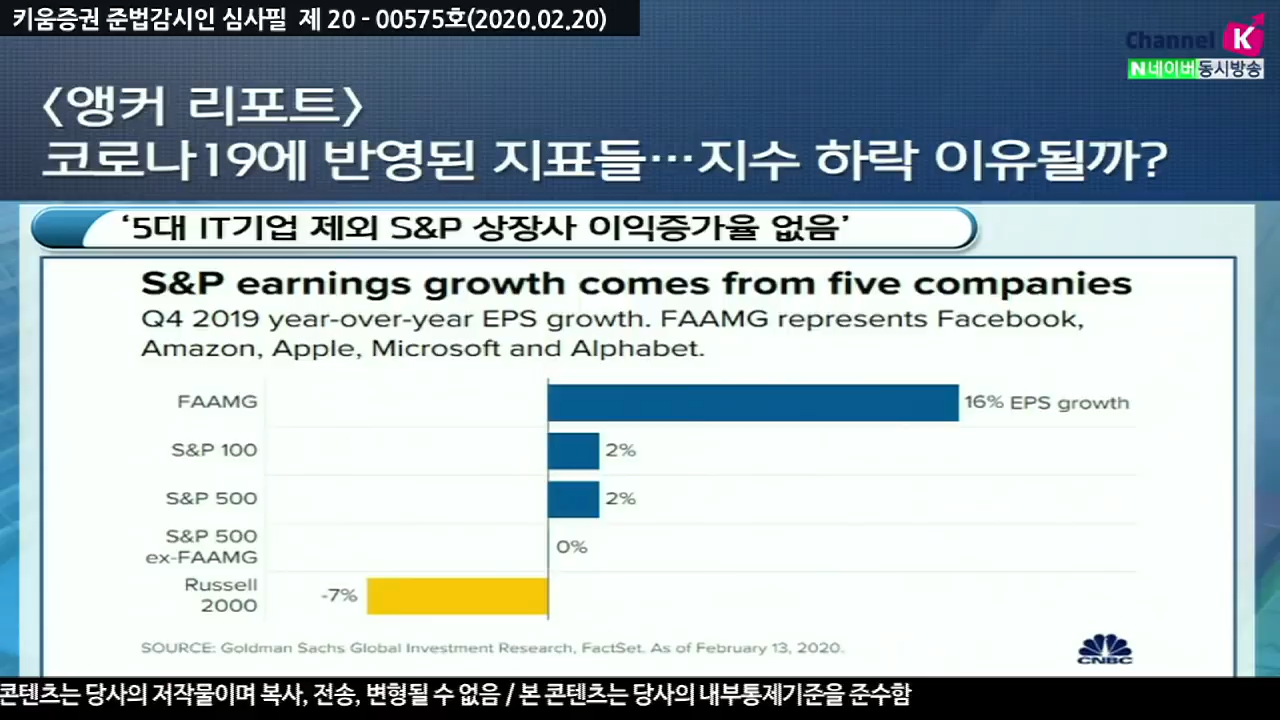 키움증권 준법감시인 심사필 제 20 - 00575호(2020.02.20)
Channel K
N 네이버 동시방송
<앵커 리포트>
코로나19에 반영된 지표들…지수 하락 이유될까?
‘5대 IT기업 제외 S&P 상장사 이익증가율 없음’
S&P earnings growth comes from five companies
Q4 2019 year-over-year EPS growth. FAAMG represents Facebook,
Amazon, Apple, Microsoft and Alphabet.
FAAMG 16% EPS growth
S&P 100 2%
S&P 500 2%
S&P 500
ex-FAAMG 0%
Russell
2000 -7%
SOURCE: Goldman Sachs Global Investment Research, FactSet. As of February 13, 2020.
CNBC
콘텐츠는 당사의 저작물이며 복사, 전송, 변형될 수 없음 / 본 콘텐츠는 당사의 내부통제기준을 준수함